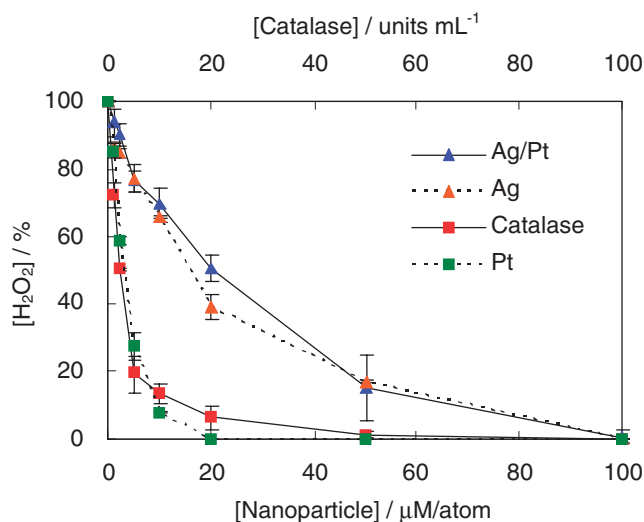 [Catalase] / units mL⁻¹
0 20 40 60 80 100
100
80
60
40
20
0
[H₂O₂] / %
Ag/Pt
Ag
Catalase
Pt
0 20 40 60 80 100
[Nanoparticle] / μM/atom